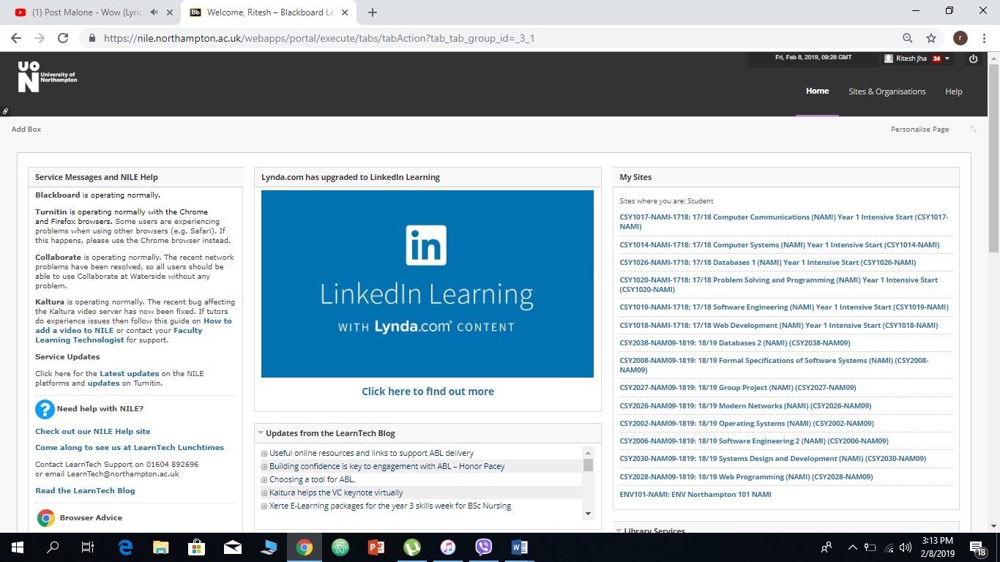 (1) Post Malone - Wow (Lyric
Welcome, Ritesh – Blackboard Le
https://nile.northampton.ac.uk/webapps/portal/execute/tabs/tabAction?tab_tab_group_id=_3_1
r
UON
University of
Northampton
Fri, Feb 8, 2019, 09:28 GMT
Ritesh Jha 24
Home
Sites & Organisations
Help
Add Box
Personalise Page
Service Messages and NILE Help
Blackboard is operating normally.
Turnitin is operating normally with the Chrome
and Firefox browsers. Some users are experiencing
problems when using other browsers (e.g. Safari). If
this happens, please use the Chrome browser instead.
Collaborate is operating normally. The recent network
problems have been resolved, so all users should be
able to use Collaborate at Waterside without any
problem.
Kaltura is operating normally. The recent bug affecting
the Kaltura video server has now been fixed. If tutors
do experience issues then follow this guide on How to
add a video to NILE or contact your Faculty
Learning Technologist for support.
Service Updates
Click here for the Latest updates on the NILE
platforms and updates on Turnitin.
? Need help with NILE?
Check out our NILE Help site
Come along to see us at LearnTech Lunchtimes
Contact LearnTech Support on 01604 892696
or email LearnTech@northampton.ac.uk
Read the LearnTech Blog
Browser Advice
Lynda.com has upgraded to LinkedIn Learning
in
LinkedIn Learning
WITH Lynda.com® CONTENT
Click here to find out more
Updates from the LearnTech Blog
Useful online resources and links to support ABL delivery
Building confidence is key to engagement with ABL – Honor Pacey
Choosing a tool for ABL.
Kaltura helps the VC keynote virtually
Xerte E-Learning packages for the year 3 skills week for BSc Nursing
My Sites
Sites where you are: Student
CSY1017-NAMI-1718: 17/18 Computer Communications (NAMI) Year 1 Intensive Start (CSY1017-
NAMI)
CSY1014-NAMI-1718: 17/18 Computer Systems (NAMI) Year 1 Intensive Start (CSY1014-NAMI)
CSY1026-NAMI-1718: 17/18 Databases 1 (NAMI) Year 1 Intensive Start (CSY1026-NAMI)
CSY1020-NAMI-1718: 17/18 Problem Solving and Programming (NAMI) Year 1 Intensive Start
(CSY1020-NAMI)
CSY1019-NAMI-1718: 17/18 Software Engineering (NAMI) Year 1 Intensive Start (CSY1019-NAMI)
CSY1018-NAMI-1718: 17/18 Web Development (NAMI) Year 1 Intensive Start (CSY1018-NAMI)
CSY2038-NAM09-1819: 18/19 Databases 2 (NAMI) (CSY2038-NAM09)
CSY2008-NAM09-1819: 18/19 Formal Specifications of Software Systems (NAMI) (CSY2008-
NAM09)
CSY2027-NAM09-1819: 18/19 Group Project (NAMI) (CSY2027-NAM09)
CSY2026-NAM09-1819: 18/19 Modern Networks (NAMI) (CSY2026-NAM09)
CSY2002-NAM09-1819: 18/19 Operating Systems (NAMI) (CSY2002-NAM09)
CSY2006-NAM09-1819: 18/19 Software Engineering 2 (NAMI) (CSY2006-NAM09)
CSY2030-NAM09-1819: 18/19 Systems Design and Development (NAMI) (CSY2030-NAM09)
CSY2028-NAM09-1819: 18/19 Web Programming (NAMI) (CSY2028-NAM09)
ENV101-NAMI: ENV Northampton 101 NAMI
Library Services
3:13 PM
2/8/2019
18